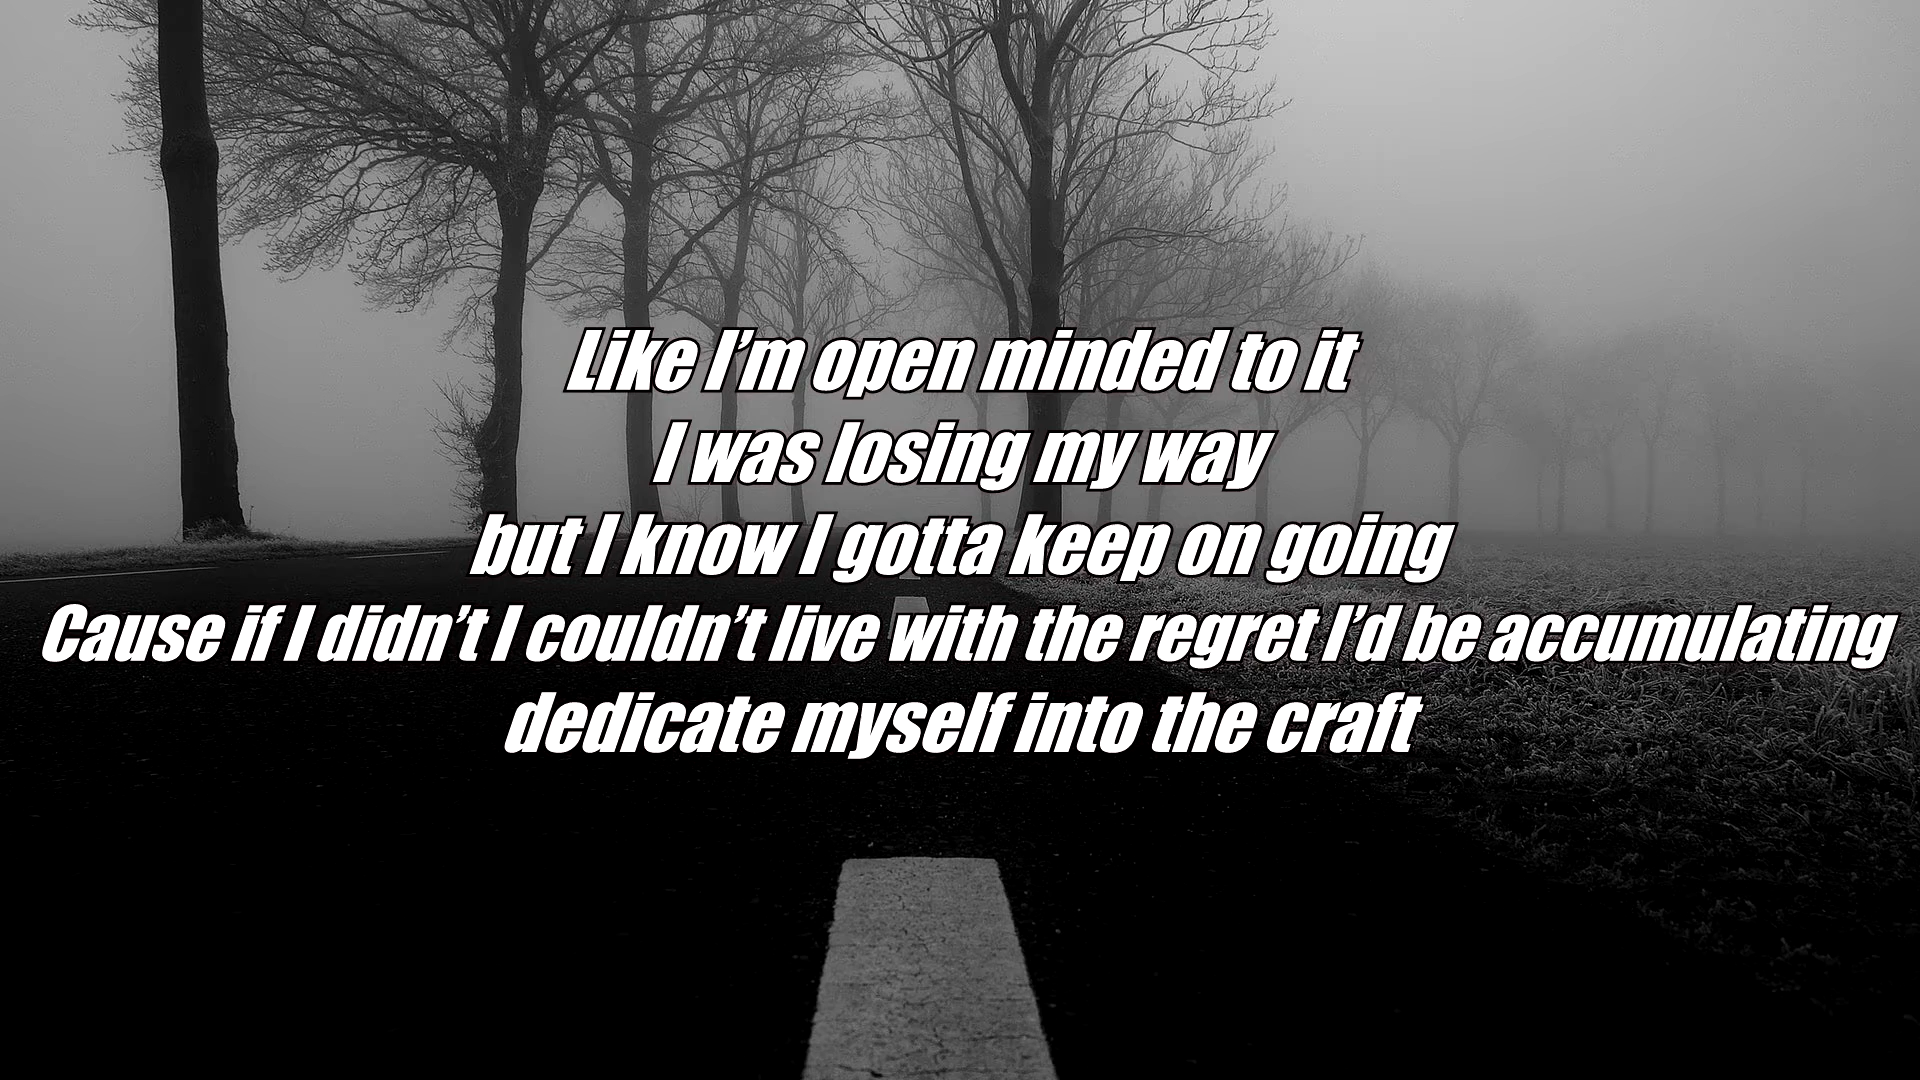 Like I’m open minded to it
I was losing my way
but I know I gotta keep on going
Cause if I didn’t I couldn’t live with the regret I’d be accumulating
dedicate myself into the craft